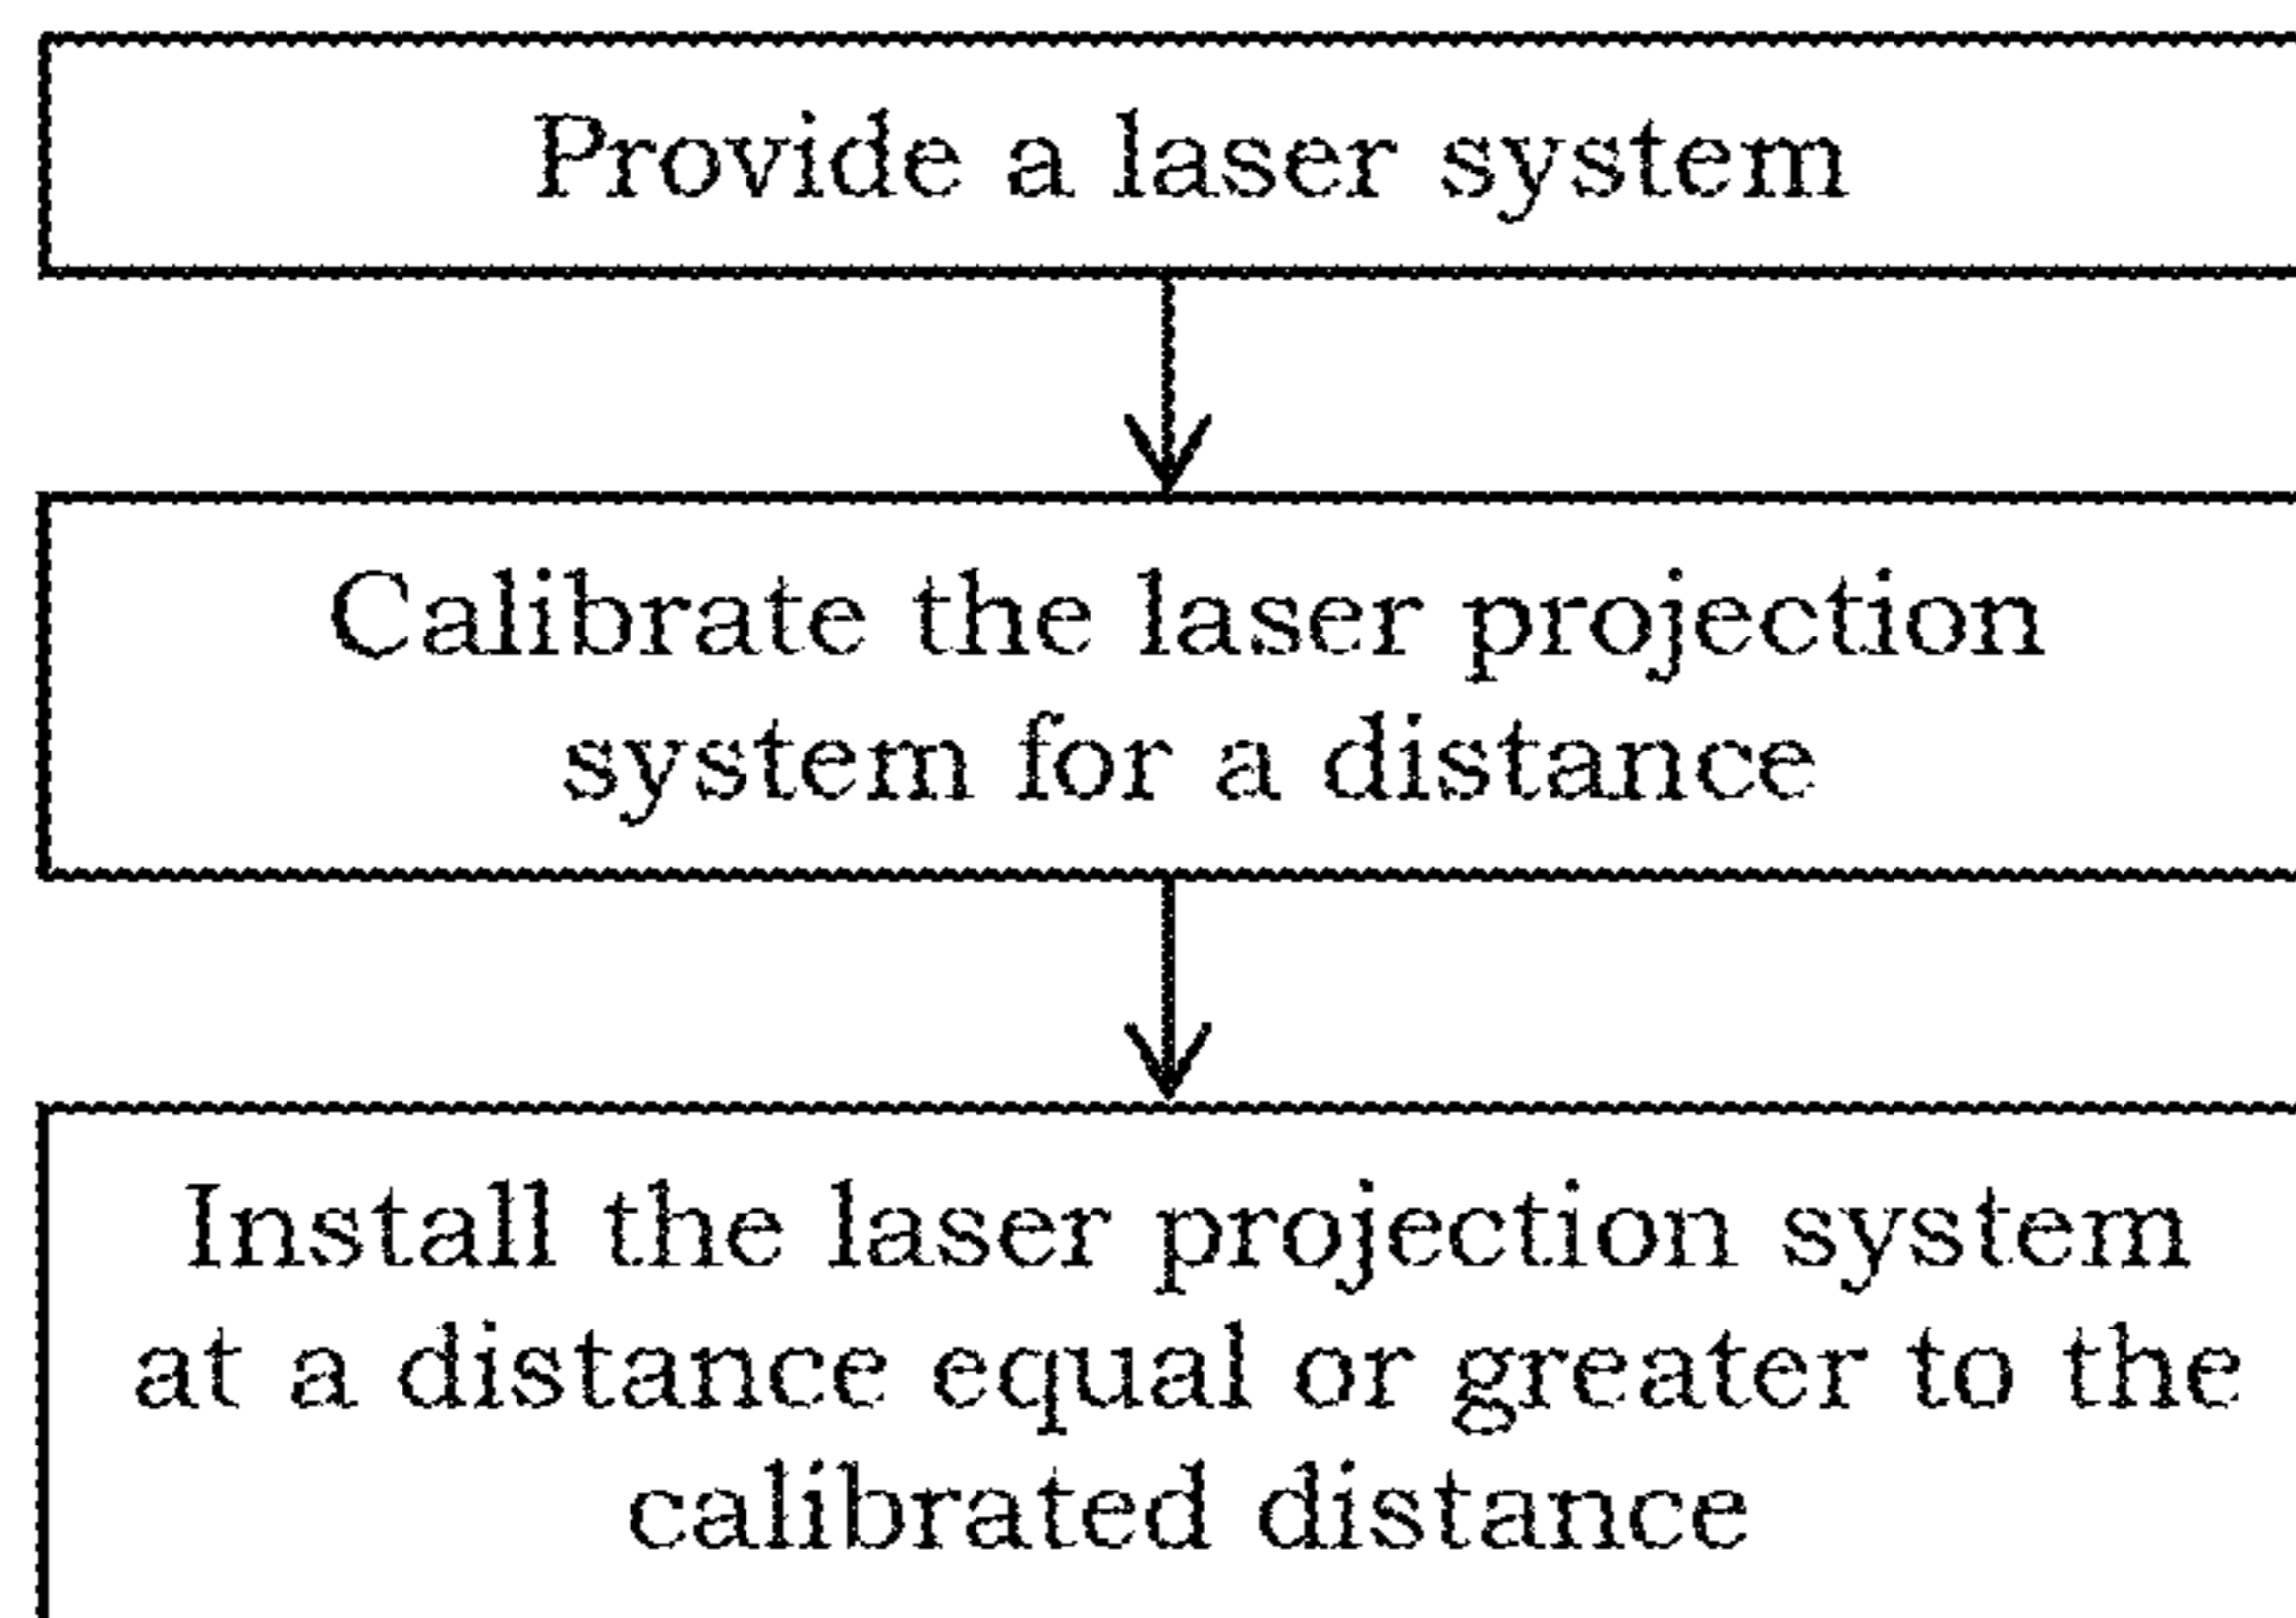 Provide a laser system
Calibrate the laser projection
system for a distance
Install the laser projection system
at a distance equal or greater to the
calibrated distance